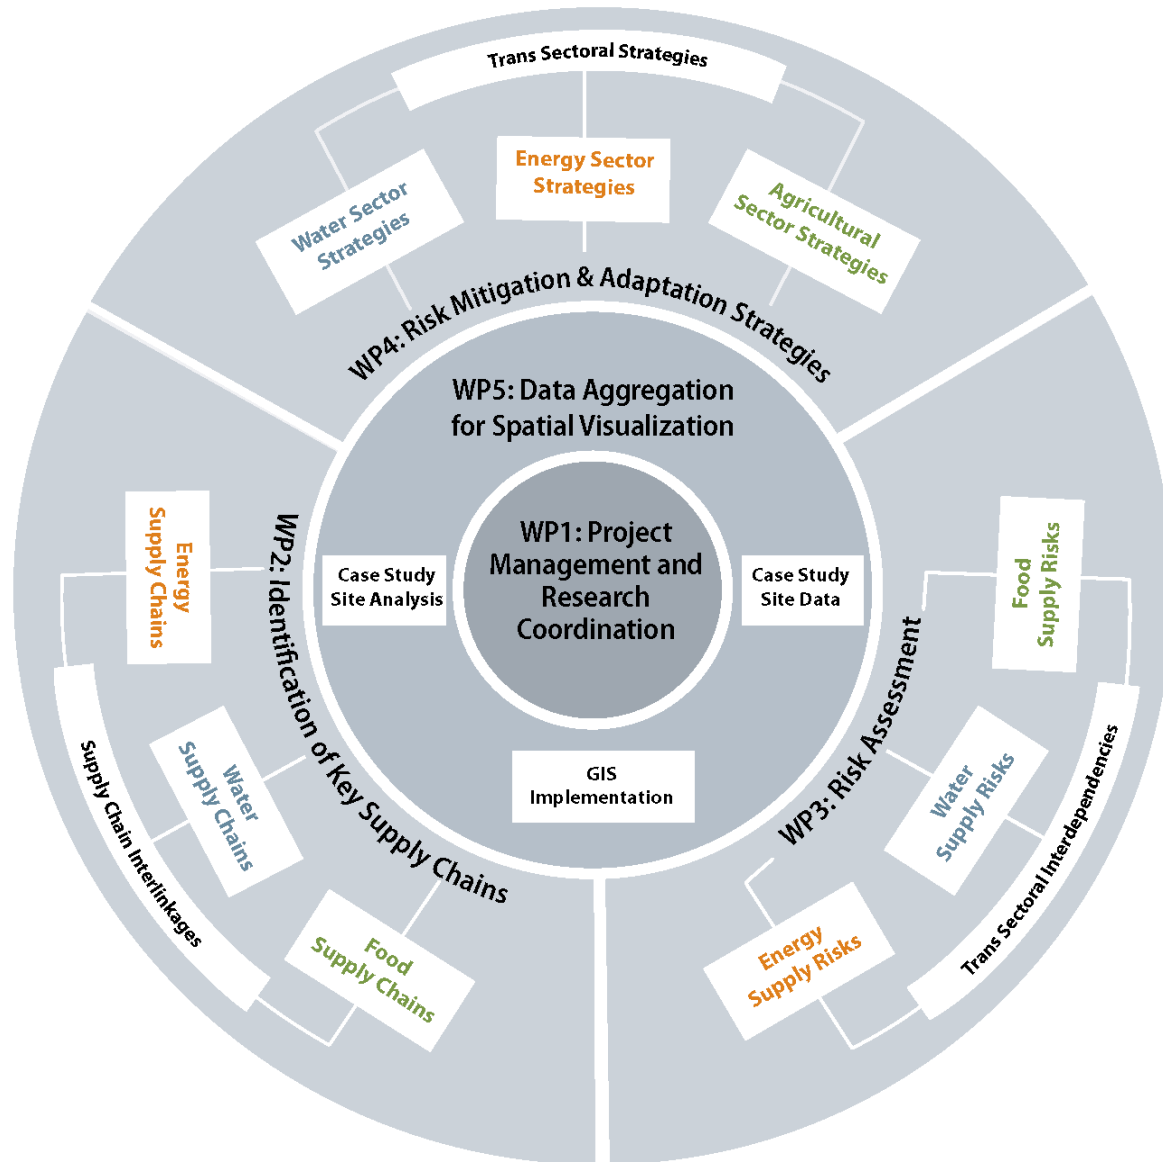 Trans Sectoral Strategies
Energy Sector
Strategies
Water Sector
Strategies
Agricultural
Sector Strategies
WP4: Risk Mitigation & Adaptation Strategies
WP5: Data Aggregation
for Spatial Visualization
WP1: Project
Management and
Research
Coordination
Case Study
Site Analysis
Case Study
Site Data
GIS
Implementation
WP2: Identification of Key Supply Chains
Energy
Supply Chains
Water
Supply Chains
Food
Supply Chains
Supply Chain Interlinkages
WP3: Risk Assessment
Food
Supply Risks
Water
Supply Risks
Energy
Supply Risks
Trans Sectoral Interdependencies